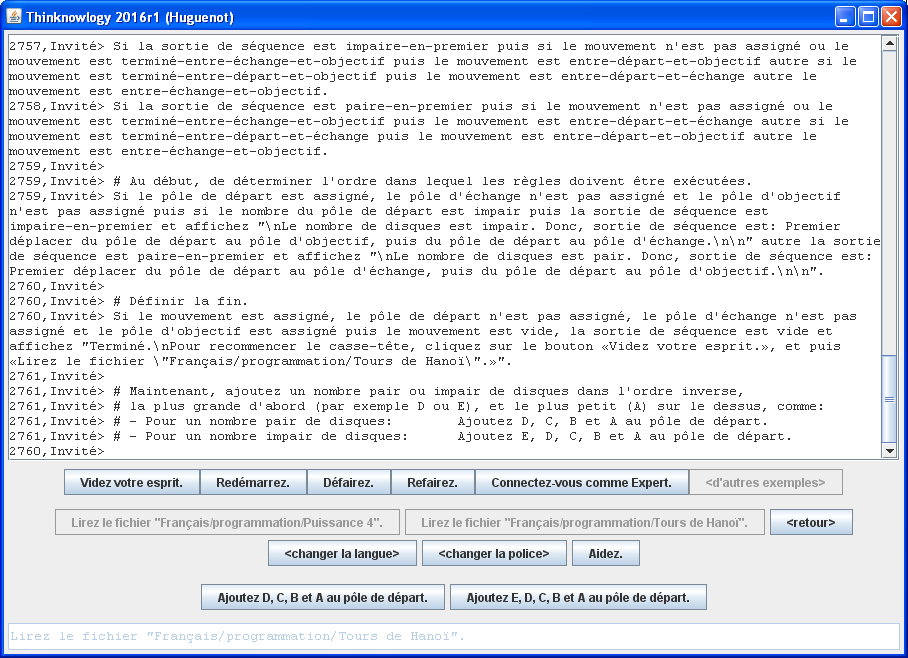 Thinknowlogy 2016r1 (Huguenot)
2757,Invité> Si la sortie de séquence est impaire-en-premier puis si le mouvement n'est pas assigné ou le
mouvement est terminé-entre-échange-et-objectif puis le mouvement est entre-départ-et-objectif autre si le
mouvement est terminé-entre-départ-et-objectif puis le mouvement est entre-départ-et-échange autre le
mouvement est entre-échange-et-objectif.
2758,Invité> Si la sortie de séquence est paire-en-premier puis si le mouvement n'est pas assigné ou le
mouvement est terminé-entre-échange-et-objectif puis le mouvement est entre-départ-et-échange autre si le
mouvement est terminé-entre-départ-et-échange puis le mouvement est entre-départ-et-objectif autre le
mouvement est entre-échange-et-objectif.
2759,Invité>
2759,Invité> # Au début, de déterminer l'ordre dans lequel les règles doivent être exécutées.
2759,Invité> Si le pôle de départ est assigné, le pôle d'échange n'est pas assigné et le pôle d'objectif
n'est pas assigné puis si le nombre du pôle de départ est impair puis la sortie de séquence est
impaire-en-premier et affichez "\nLe nombre de disques est impair. Donc, sortie de séquence est: Premier
déplacer du pôle de départ au pôle d'objectif, puis du pôle de départ au pôle d'échange.\n\n" autre la sortie
de séquence est paire-en-premier et affichez "\nLe nombre de disques est pair. Donc, sortie de séquence est:
Premier déplacer du pôle de départ au pôle d'échange, puis du pôle de départ au pôle d'objectif.\n\n".
2760,Invité>
2760,Invité> # Définir la fin.
2760,Invité> Si le mouvement est assigné, le pôle de départ n'est pas assigné, le pôle d'échange n'est pas
assigné et le pôle d'objectif est assigné puis le mouvement est vide, la sortie de séquence est vide et
affichez "Terminé.\nPour recommencer le casse-tête, cliquez sur le bouton «Videz votre esprit.», et puis
«Lirez le fichier \"Français/programmation/Tours de Hanoï\".»".
2761,Invité>
2761,Invité> # Maintenant, ajoutez un nombre pair ou impair de disques dans l'ordre inverse,
2761,Invité> # la plus grande d'abord (par exemple D ou E), et le plus petit (A) sur le dessus, comme:
2761,Invité> # - Pour un nombre pair de disques: Ajoutez D, C, B et A au pôle de départ.
2761,Invité> # - Pour un nombre impair de disques: Ajoutez E, D, C, B et A au pôle de départ.
2760,Invité>
Videz votre esprit. Redémarrez. Défairez. Refairez. Connectez-vous comme Expert. <d'autres exemples>
Lirez le fichier "Français/programmation/Puissance 4". Lirez le fichier "Français/programmation/Tours de Hanoï". <retour>
<changer la langue> <changer la police> Aidez.
Ajoutez D, C, B et A au pôle de départ. Ajoutez E, D, C, B et A au pôle de départ.
Lirez le fichier "Français/programmation/Tours de Hanoï".